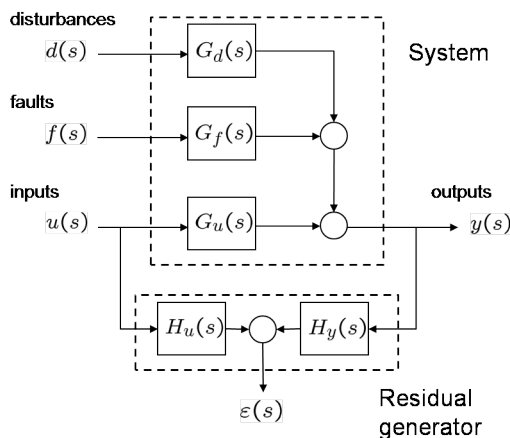 disturbances
d(s)
G_d(s)
System
faults
f(s)
G_f(s)
inputs
u(s)
G_u(s)
outputs
y(s)
H_u(s)
H_y(s)
ε(s)
Residual
generator